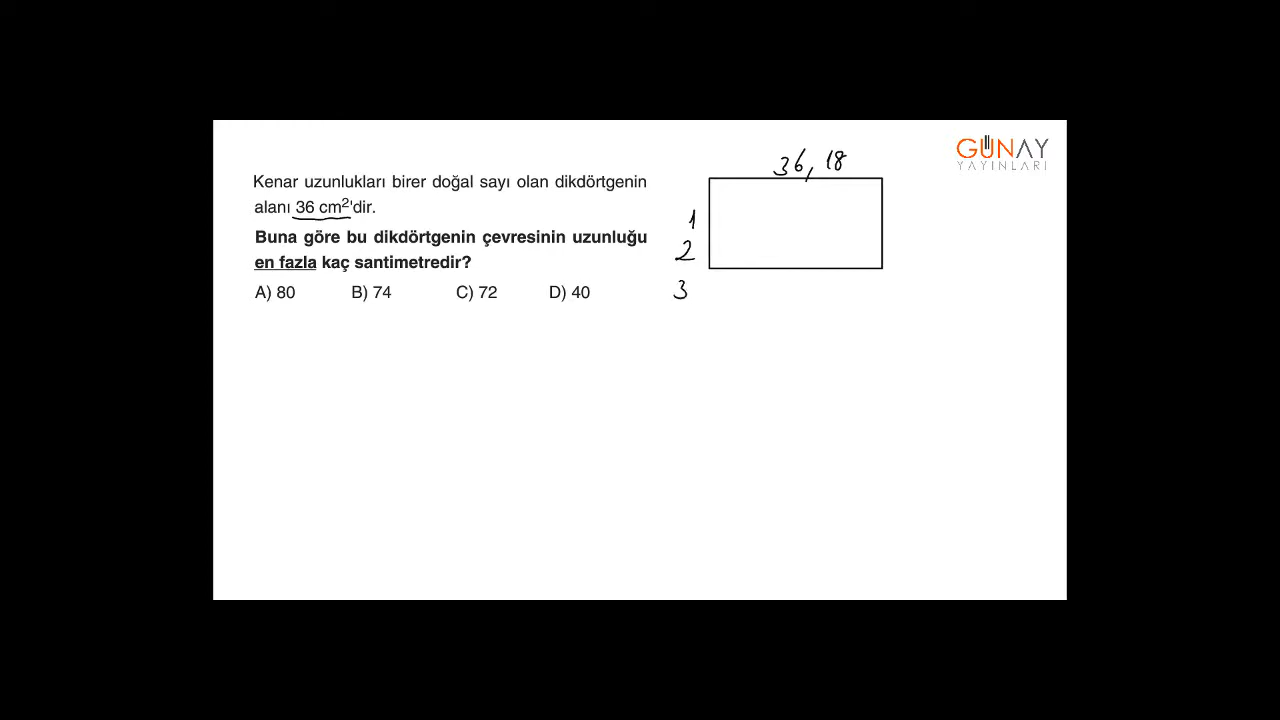 GÜNAY
YAYINLARI
36, 18
Kenar uzunlukları birer doğal sayı olan dikdörtgenin
alanı 36 cm²'dir.
Buna göre bu dikdörtgenin çevresinin uzunluğu
en fazla kaç santimetredir?
A) 80 B) 74 C) 72 D) 40
1
2
3